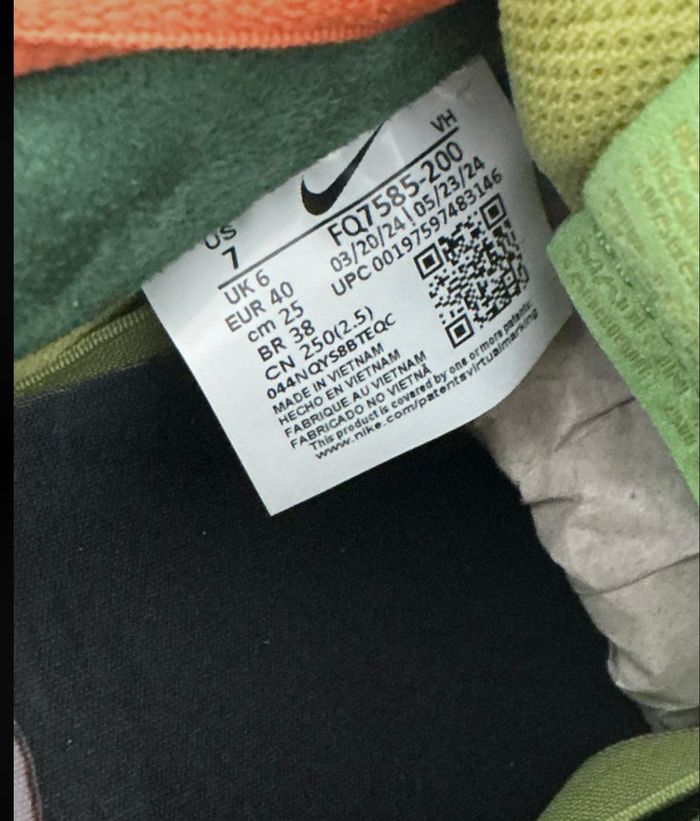 VH
US
7
FQ7585-200
03/20/24 | 05/23/24
UPC 00197597483146
UK 6
EUR 40
cm 25
BR 38
CN 250(2.5)
044NQYS8BTEQC
MADE IN VIETNAM
HECHO EN VIETNAM
FABRIQUE AU VIETNAM
FABRICADO NO VIETNÃ
This product is covered by one or more patents:
www.nike.com/patentsvirtualmarking